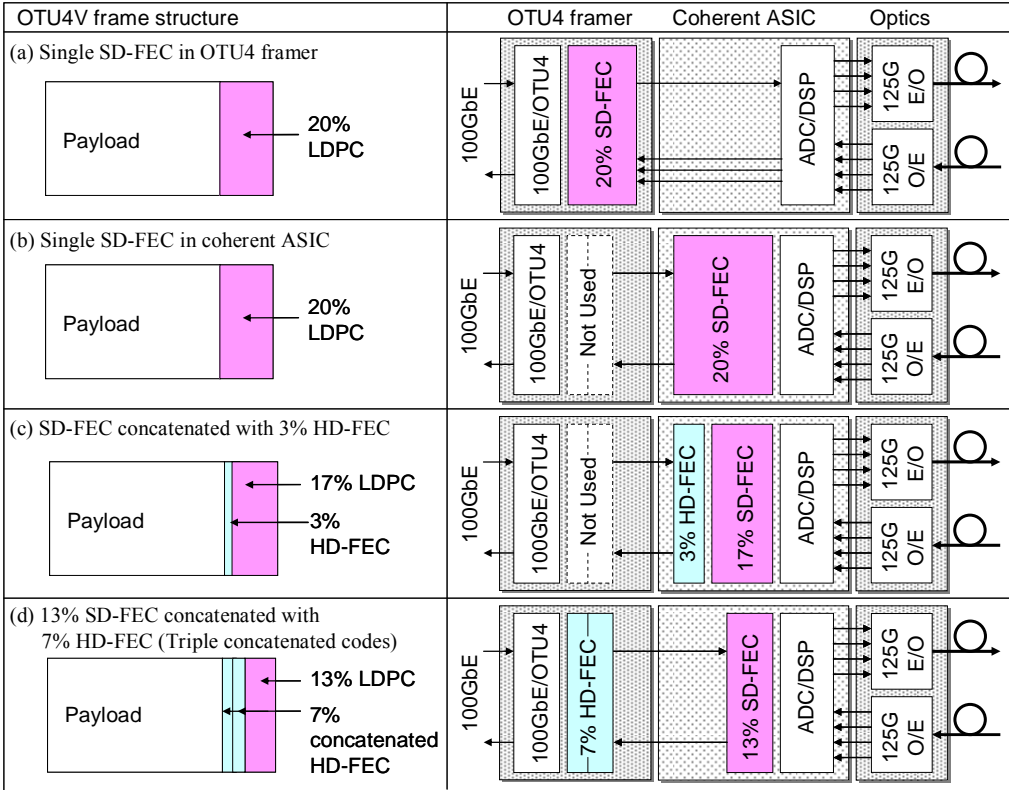 OTU4V frame structure
OTU4 framer
Coherent ASIC
Optics
(a) Single SD-FEC in OTU4 framer
Payload
20%
LDPC
100GbE
100GbE/OTU4
20% SD-FEC
ADC/DSP
125G
E/O
125G
O/E
(b) Single SD-FEC in coherent ASIC
Payload
20%
LDPC
100GbE
100GbE/OTU4
Not Used
20% SD-FEC
ADC/DSP
125G
E/O
125G
O/E
(c) SD-FEC concatenated with 3% HD-FEC
Payload
17% LDPC
3%
HD-FEC
100GbE
100GbE/OTU4
Not Used
3% HD-FEC
17% SD-FEC
ADC/DSP
125G
E/O
125G
O/E
(d) 13% SD-FEC concatenated with
7% HD-FEC (Triple concatenated codes)
Payload
13% LDPC
7%
concatenated
HD-FEC
100GbE
100GbE/OTU4
7% HD-FEC
13% SD-FEC
ADC/DSP
125G
E/O
125G
O/E